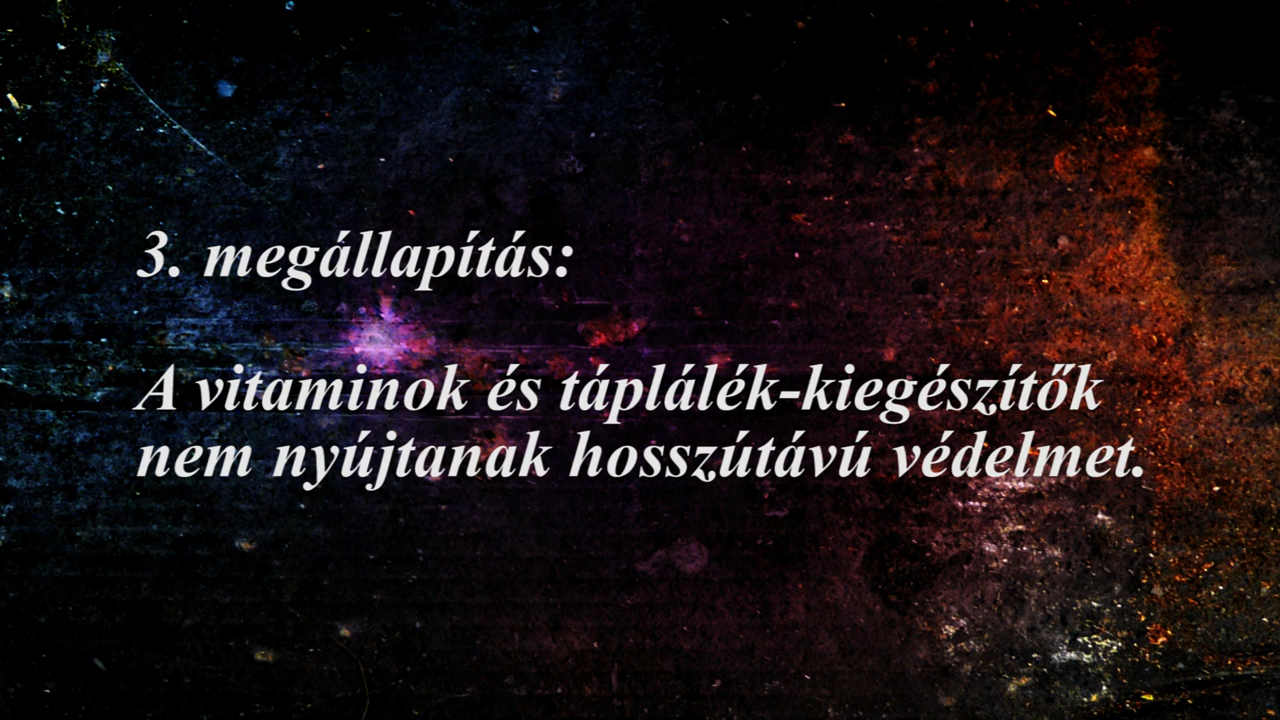 3. megállapítás:
A vitaminok és táplálék-kiegészítők
nem nyújtanak hosszútávú védelmet.